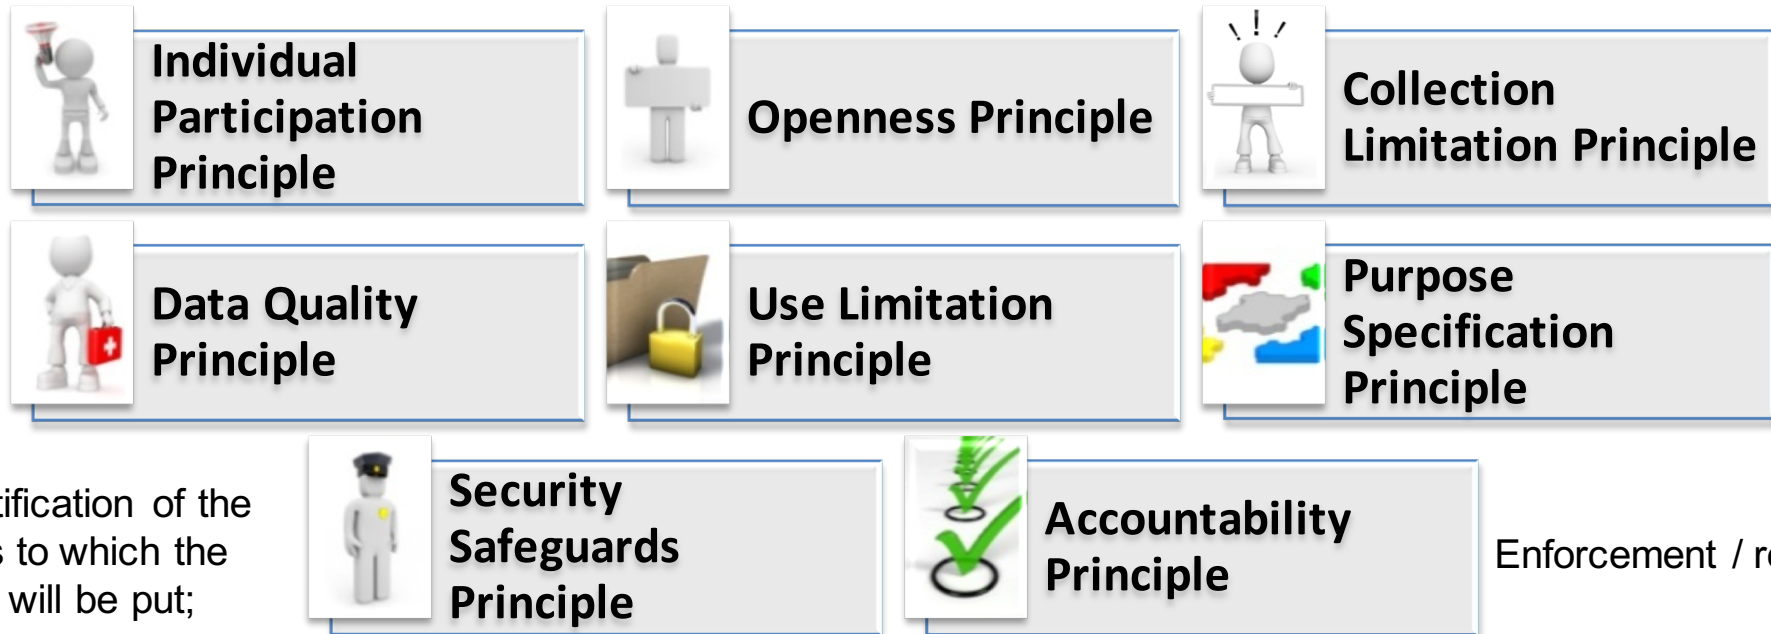 Individual
Participation
Principle
Openness Principle
Collection
Limitation Principle
Data Quality
Principle
Use Limitation
Principle
Purpose
Specification
Principle
of the
to which the
will be put;
Security
Safeguards
Principle
Accountability
Principle
Enforcement /